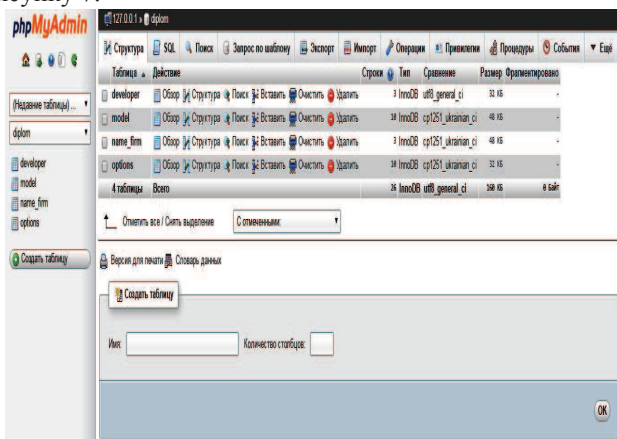 phpMyAdmin
127.0.0.1 » diplom
Структура SQL Поиск Запрос по шаблону Экспорт Импорт Операции Привилегии Процедуры События Ещё
(Недавние таблицы) ...
diplom
developer
model
name_firm
options
Создать таблицу
Таблица Действие Строки Тип Сравнение Размер Фрагментировано
developer Обзор Структура Поиск Вставить Очистить Удалить 3 InnoDB utf8_general_ci 32 КБ -
model Обзор Структура Поиск Вставить Очистить Удалить InnoDB cp1251_ukrainian_ci 48 КБ -
name_firm Обзор Структура Поиск Вставить Очистить Удалить 3 InnoDB cp1251_ukrainian_ci 48 КБ -
options Обзор Структура Поиск Вставить Очистить Удалить InnoDB cp1251_ukrainian_ci 32 КБ -
4 таблицы Всего 26 InnoDB utf8_general_ci 160 КБ 0 Байт
Отметить все / Снять выделение С отмеченными:
Версия для печати Словарь данных
Создать таблицу
Имя: Количество столбцов:
OK